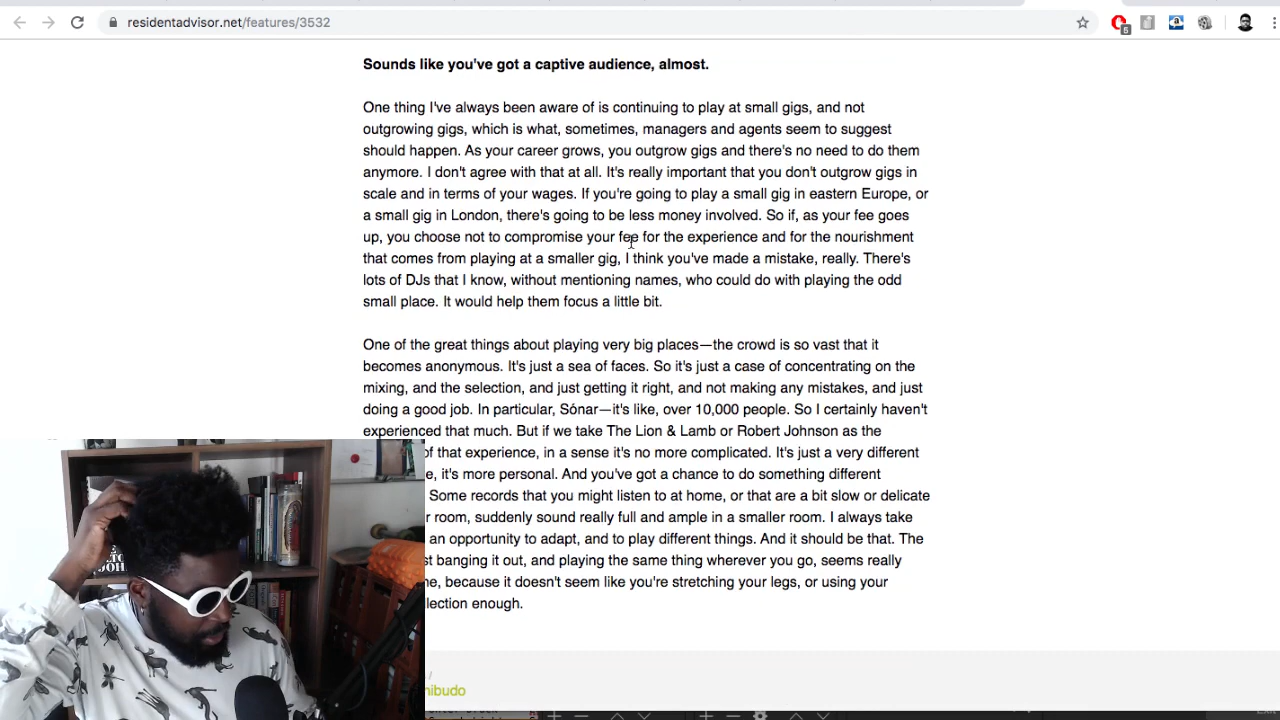 residentadvisor.net/features/3532
5
Sounds like you've got a captive audience, almost.
One thing I've always been aware of is continuing to play at small gigs, and not
outgrowing gigs, which is what, sometimes, managers and agents seem to suggest
should happen. As your career grows, you outgrow gigs and there's no need to do them
anymore. I don't agree with that at all. It's really important that you don't outgrow gigs in
scale and in terms of your wages. If you're going to play a small gig in eastern Europe, or
a small gig in London, there's going to be less money involved. So if, as your fee goes
up, you choose not to compromise your fee for the experience and for the nourishment
that comes from playing at a smaller gig, I think you've made a mistake, really. There's
lots of DJs that I know, without mentioning names, who could do with playing the odd
small place. It would help them focus a little bit.
One of the great things about playing very big places—the crowd is so vast that it
becomes anonymous. It's just a sea of faces. So it's just a case of concentrating on the
mixing, and the selection, and just getting it right, and not making any mistakes, and just
doing a good job. In particular, Sónar—it's like, over 10,000 people. So I certainly haven't
experienced that much. But if we take The Lion & Lamb or Robert Johnson as the
of that experience, in a sense it's no more complicated. It's just a very different
it's more personal. And you've got a chance to do something different
Some records that you might listen to at home, or that are a bit slow or delicate
room, suddenly sound really full and ample in a smaller room. I always take
an opportunity to adapt, and to play different things. And it should be that. The
banging it out, and playing the same thing wherever you go, seems really
because it doesn't seem like you're stretching your legs, or using your
enough.